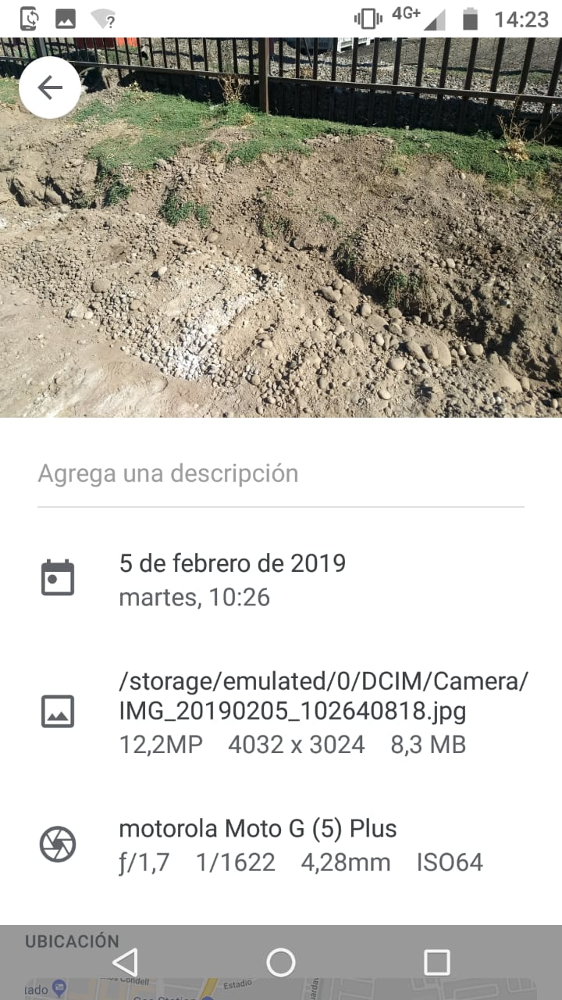 4G+ 14:23
Agrega una descripción
5 de febrero de 2019
martes, 10:26
/storage/emulated/0/DCIM/Camera/
IMG_20190205_102640818.jpg
12,2MP 4032 x 3024 8,3 MB
motorola Moto G (5) Plus
ƒ/1,7 1/1622 4,28mm ISO64
UBICACIÓN
Condell
Estadio